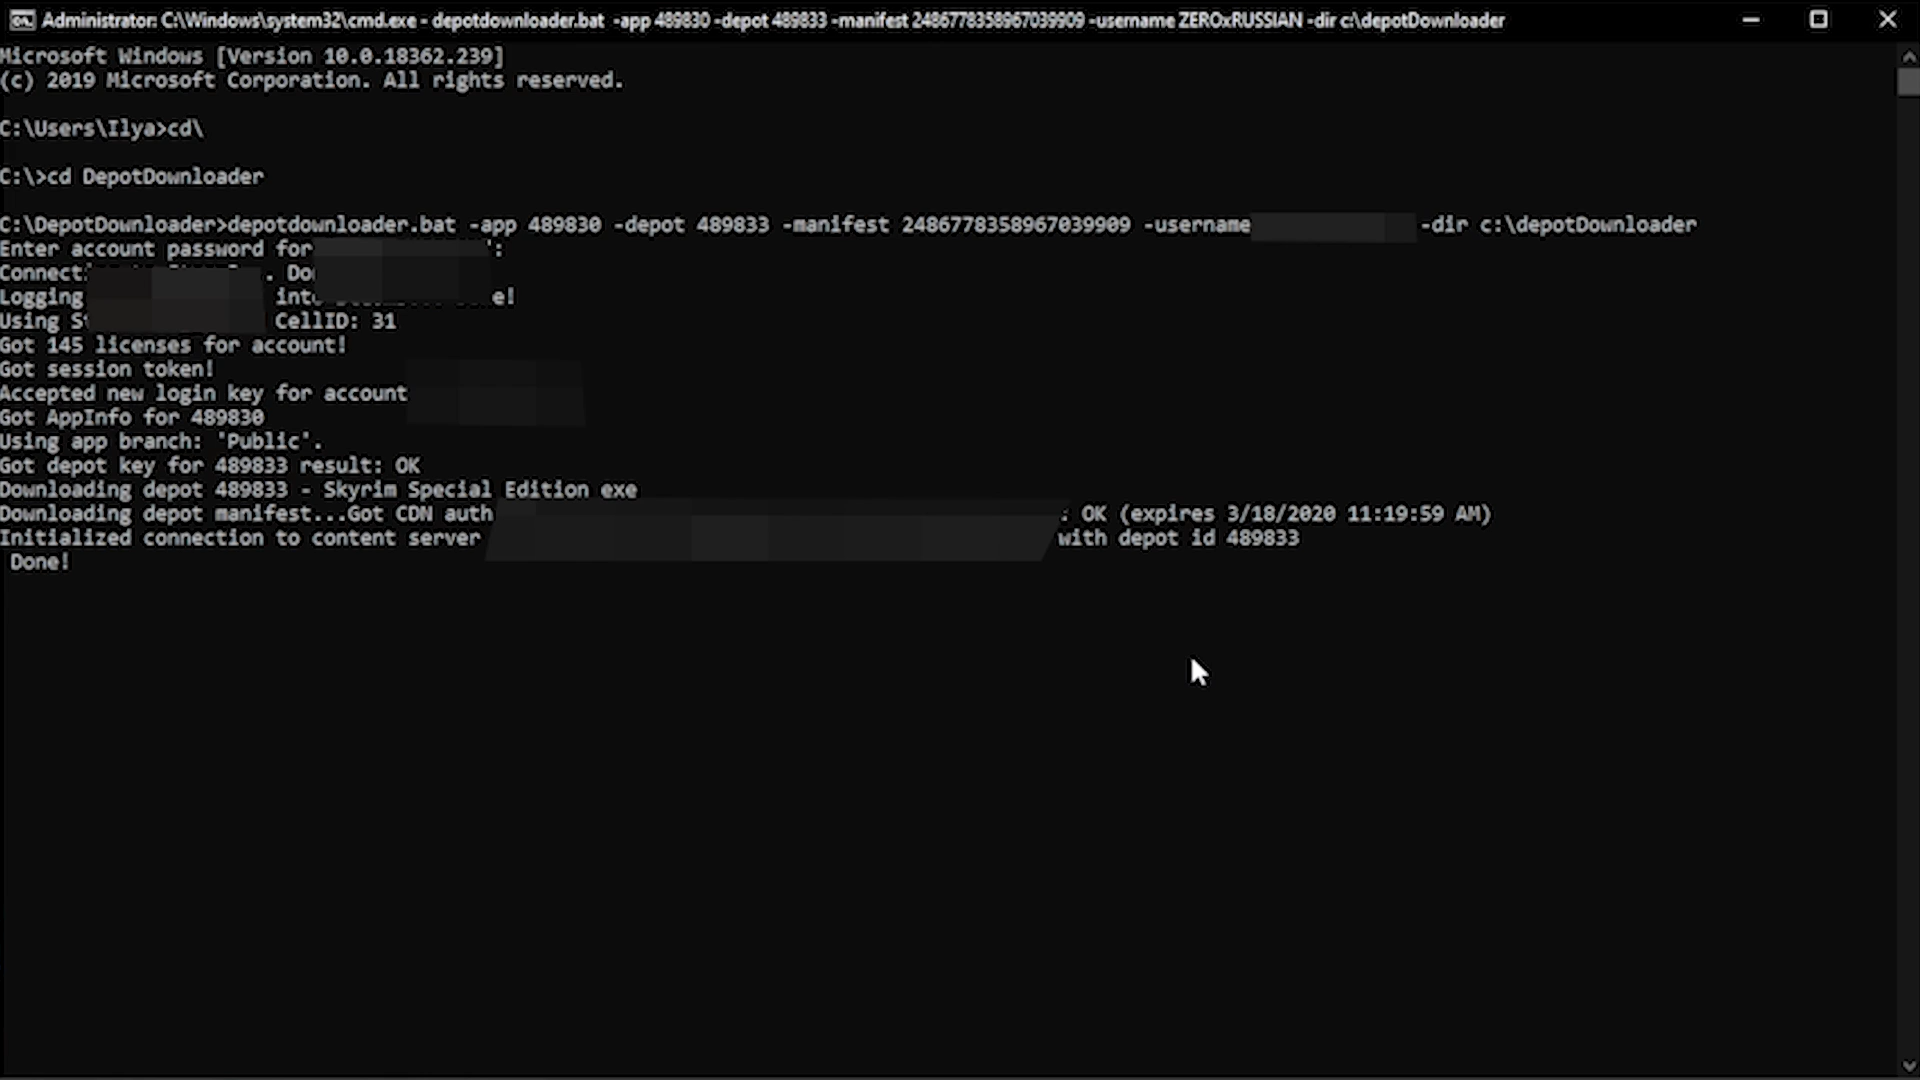 Administrator: C:\Windows\system32\cmd.exe - depotdownloader.bat -app 489830 -depot 489833 -manifest 2486778358967039909 -username ZEROxRUSSIAN -dir c:\depotDownloader
Microsoft Windows [Version 10.0.18362.239]
(c) 2019 Microsoft Corporation. All rights reserved.
C:\Users\Ilya>cd\
C:\>cd DepotDownloader
C:\DepotDownloader>depotdownloader.bat -app 489830 -depot 489833 -manifest 2486778358967039909 -username -dir c:\depotDownloader
Enter account password for ':
Connect . Do
Logging int e!
Using St CellID: 31
Got 145 licenses for account!
Got session token!
Accepted new login key for account
Got AppInfo for 489830
Using app branch: 'Public'.
Got depot key for 489833 result: OK
Downloading depot 489833 - Skyrim Special Edition exe
Downloading depot manifest...Got CDN auth : OK (expires 3/18/2020 11:19:59 AM)
Initialized connection to content server with depot id 489833
Done!